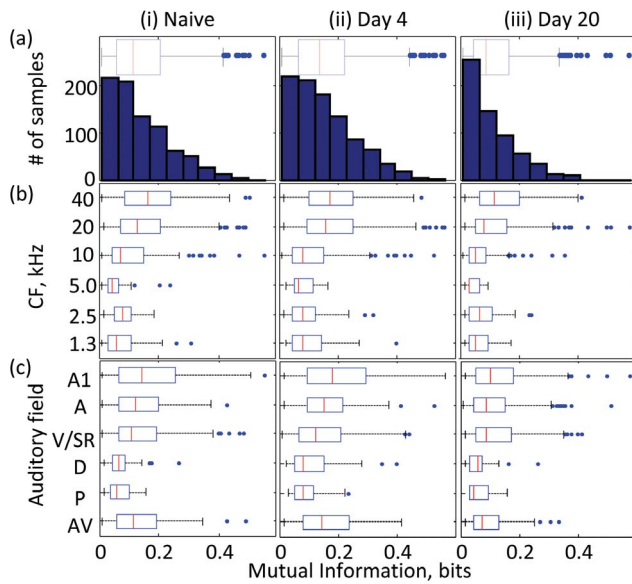 (i) Naive (ii) Day 4 (iii) Day 20
(a)
# of samples
200
100
0
(b)
CF, kHz
40
20
10
5.0
2.5
1.3
(c)
Auditory field
A1
A
V/SR
D
P
AV
0 0.2 0.4 0 0.2 0.4 0 0.2 0.4
Mutual Information, bits